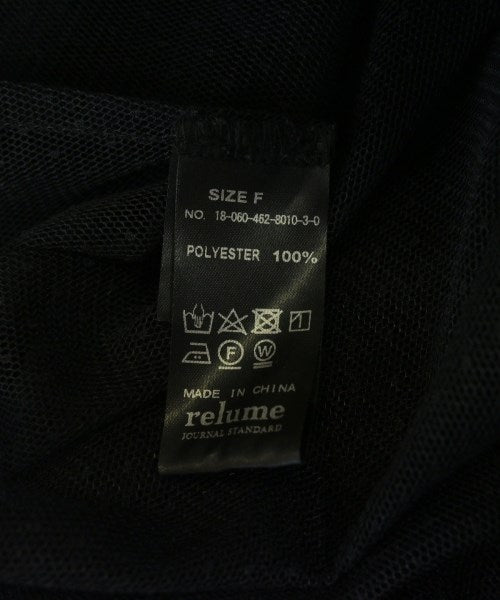 SIZE F
NO. 18-060-462-8010-3-0
POLYESTER 100%
F W
MADE IN CHINA
relume
JOURNAL STANDARD